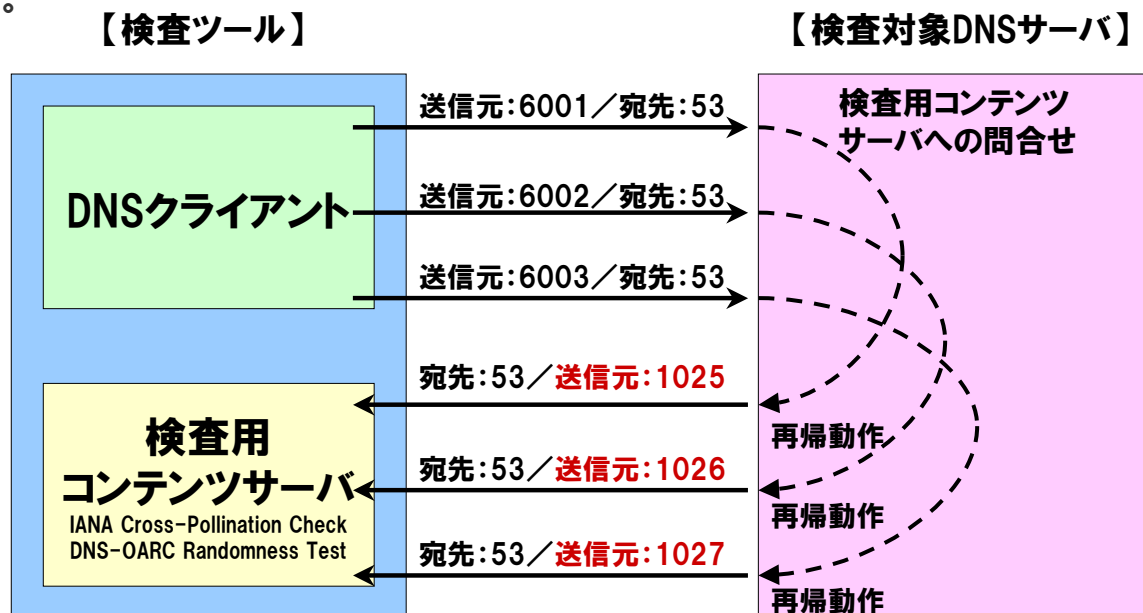 。
【検査ツール】
【検査対象DNSサーバ】
送信元:6001／宛先:53
検査用コンテンツ
サーバへの問合せ
DNSクライアント
送信元:6002／宛先:53
送信元:6003／宛先:53
宛先:53／送信元:1025
検査用
コンテンツサーバ
IANA Cross-Pollination Check
DNS-OARC Randomness Test
再帰動作
宛先:53／送信元:1026
再帰動作
宛先:53／送信元:1027
再帰動作